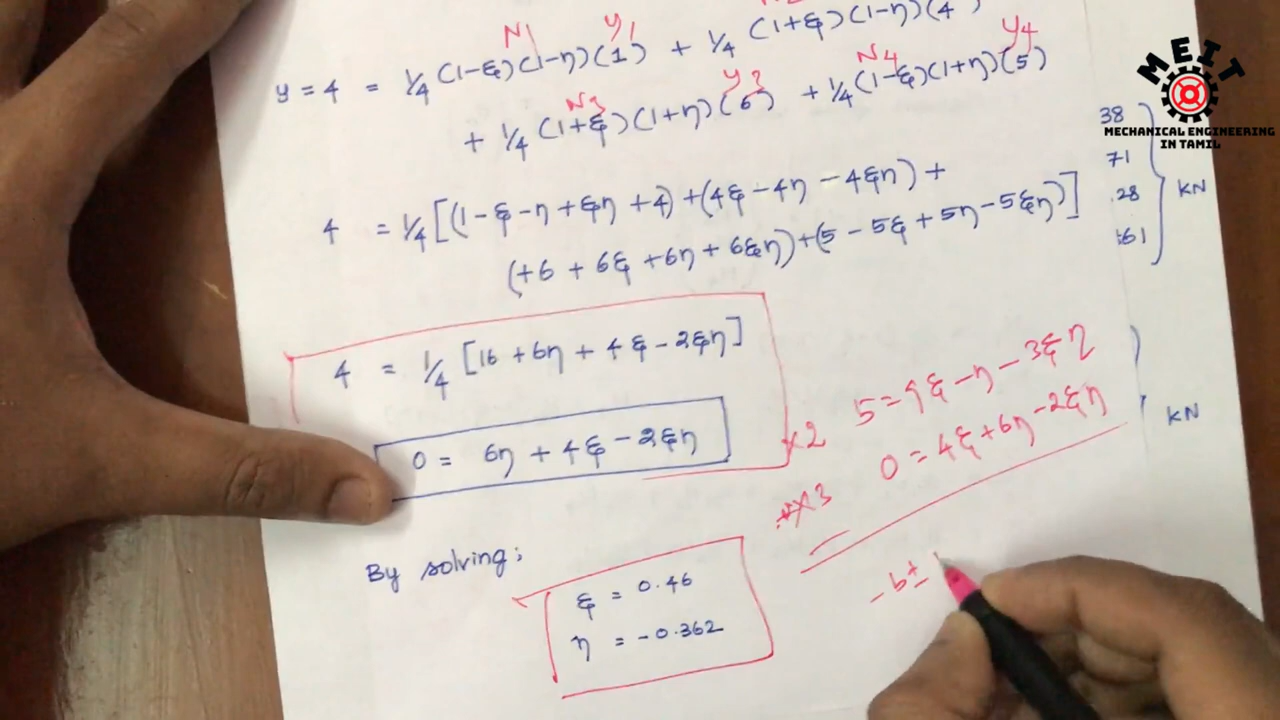 N1 y1
y = 4 = 1/4 (1-ξ)(1-η)(1) + 1/4 (1+ξ)(1-η)(4
N3 y3 N4 y4
+ 1/4 (1+ξ)(1+η)(6) + 1/4 (1-ξ)(1+η)(5)
4 = 1/4 [(1-ξ-η+ξη+4)+(4ξ-4η-4ξη)+
(+6+6ξ+6η+6ξη)+(5-5ξ+5η-5ξη)]
4 = 1/4 [16+6η+4ξ-2ξη]
0 = 6η+4ξ-2ξη
×2 5=9ξ-η-3ξη
×3 0=4ξ+6η-2ξη
-b±
By solving;
ξ = 0.46
η = -0.362
38
71
.28
61
KN
KN
MEIT
MECHANICAL ENGINEERING
IN TAMIL